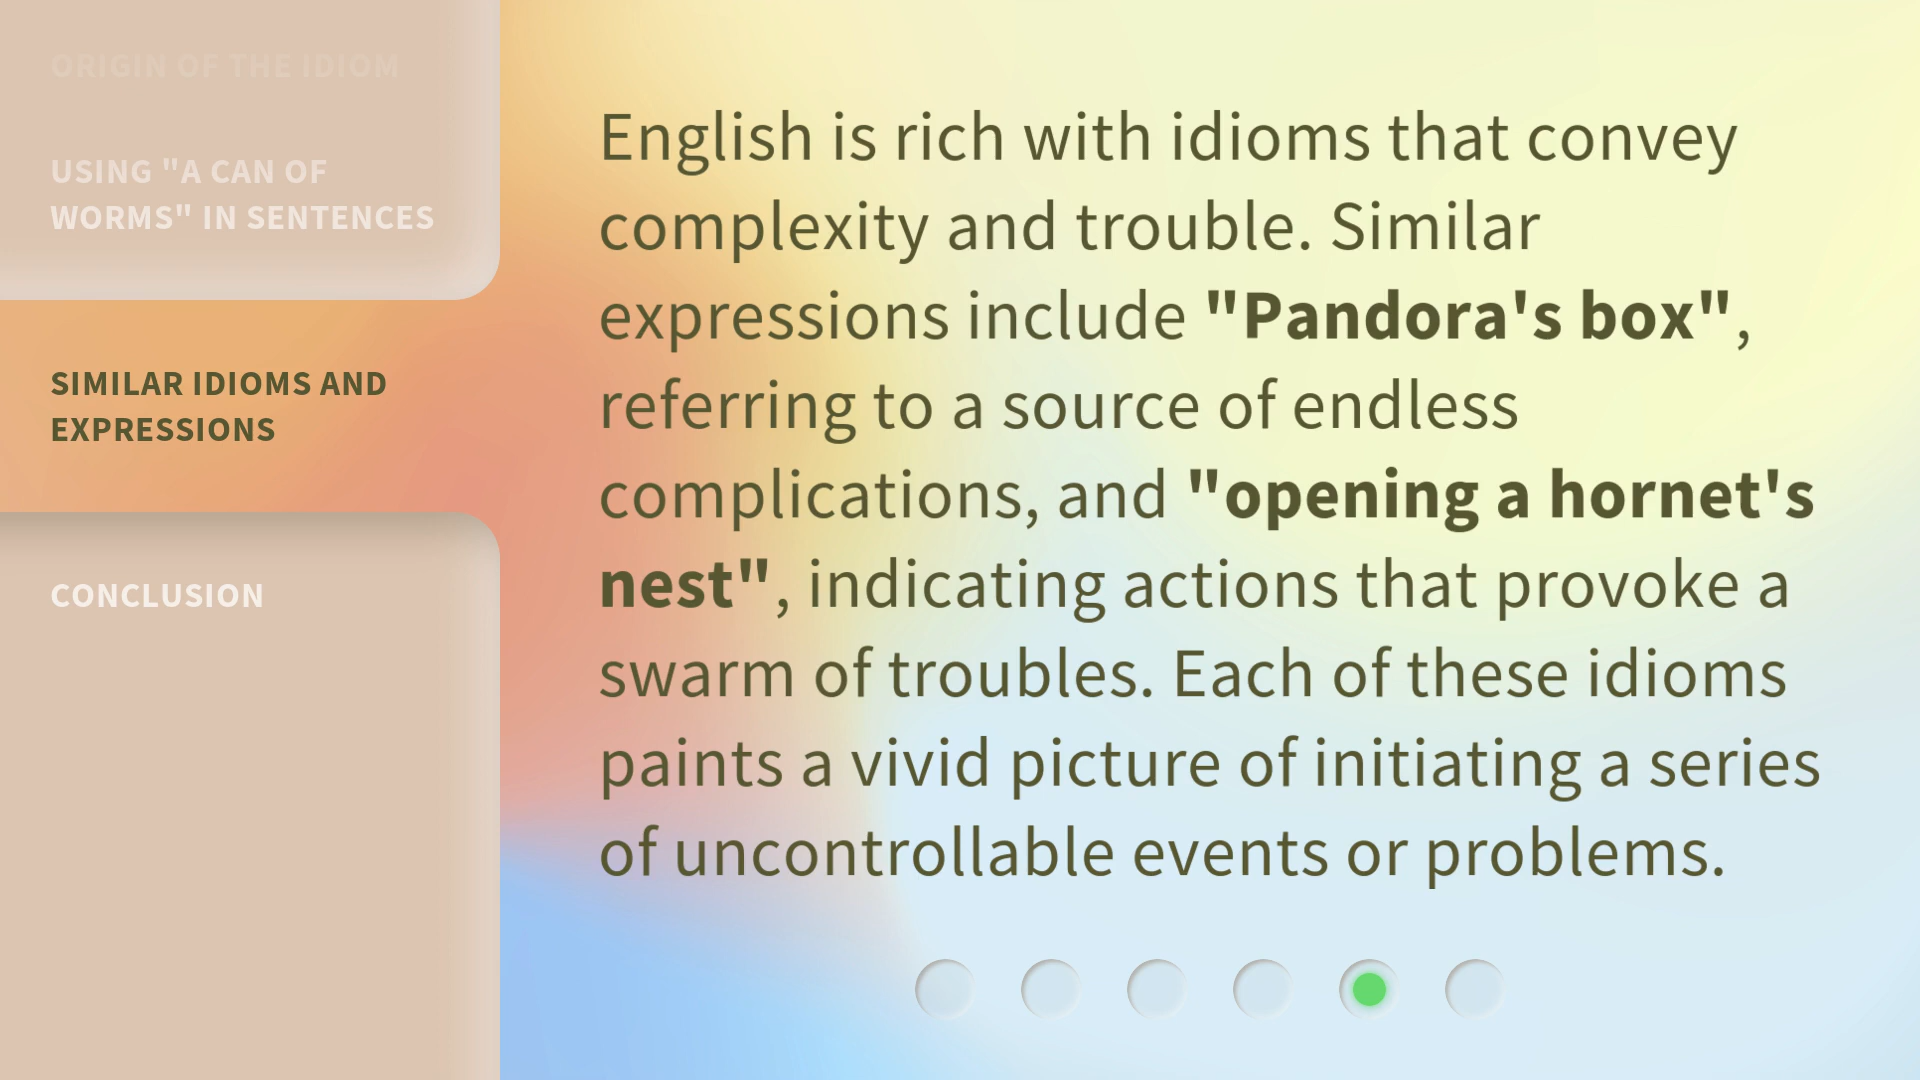 ORIGIN OF THE IDIOM
USING "A CAN OF
WORMS" IN SENTENCES
SIMILAR IDIOMS AND
EXPRESSIONS
CONCLUSION
English is rich with idioms that convey
complexity and trouble. Similar
expressions include "Pandora's box",
referring to a source of endless
complications, and "opening a hornet's
nest", indicating actions that provoke a
swarm of troubles. Each of these idioms
paints a vivid picture of initiating a series
of uncontrollable events or problems.